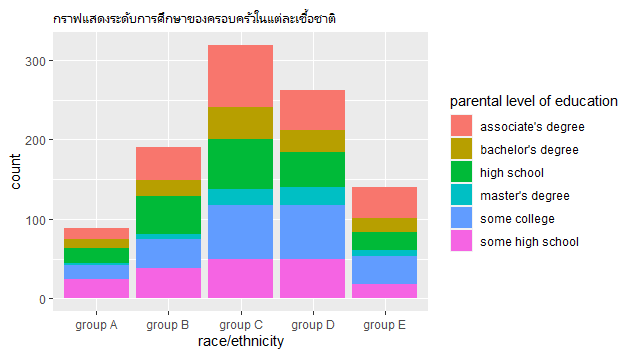 กราฟแสดงระดับการศึกษาของครอบครัวในแต่ละเชื้อชาติ
300
200
100
0
count
group A group B group C group D group E
race/ethnicity
parental level of education
associate's degree
bachelor's degree
high school
master's degree
some college
some high school